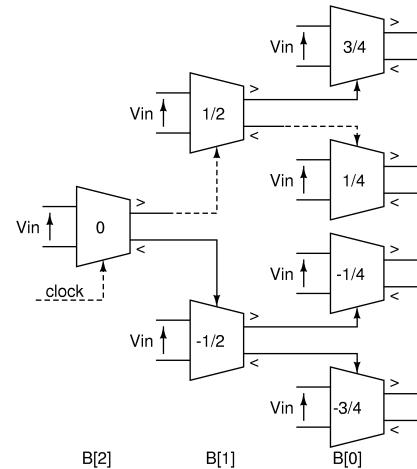 >
Vin 3/4
<
>
Vin 1/2
<
>
Vin 1/4
<
>
Vin 0
<
clock
>
Vin -1/4
<
>
Vin -1/2
<
>
Vin -3/4
<
B[2] B[1] B[0]